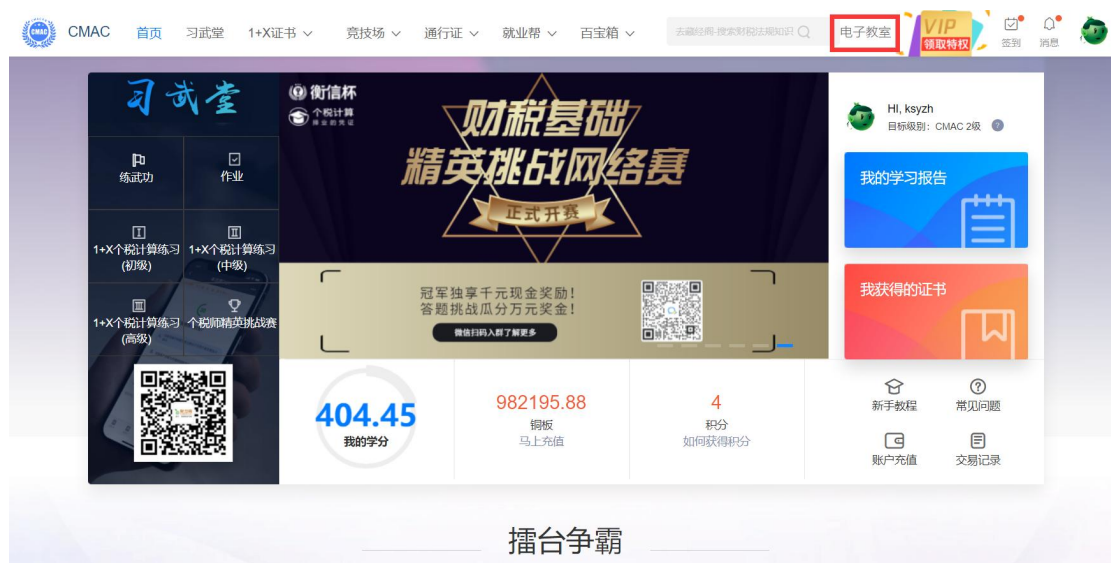 CMAC 首页 习武堂 1+X证书 竞技场 通行证 就业帮 百宝箱 去藏经阁-搜索财税法规知识 电子教室 VIP 领取特权 签到 消息
习武堂
练武功 作业
1+X个税计算练习(初级) 1+X个税计算练习(中级)
1+X个税计算练习(高级) 个税师精英挑战赛
衡信杯
个税计算
财税基础
精英挑战网络赛
正式开赛
冠军独享千元现金奖励!
答题挑战瓜分万元奖金!
微信扫码入群了解更多
HI, ksyzh
目标级别: CMAC 2级
我的学习报告
我获得的证书
404.45
我的学分
982195.88
铜板
马上充值
4
积分
如何获得积分
新手教程 常见问题
账户充值 交易记录
擂台争霸